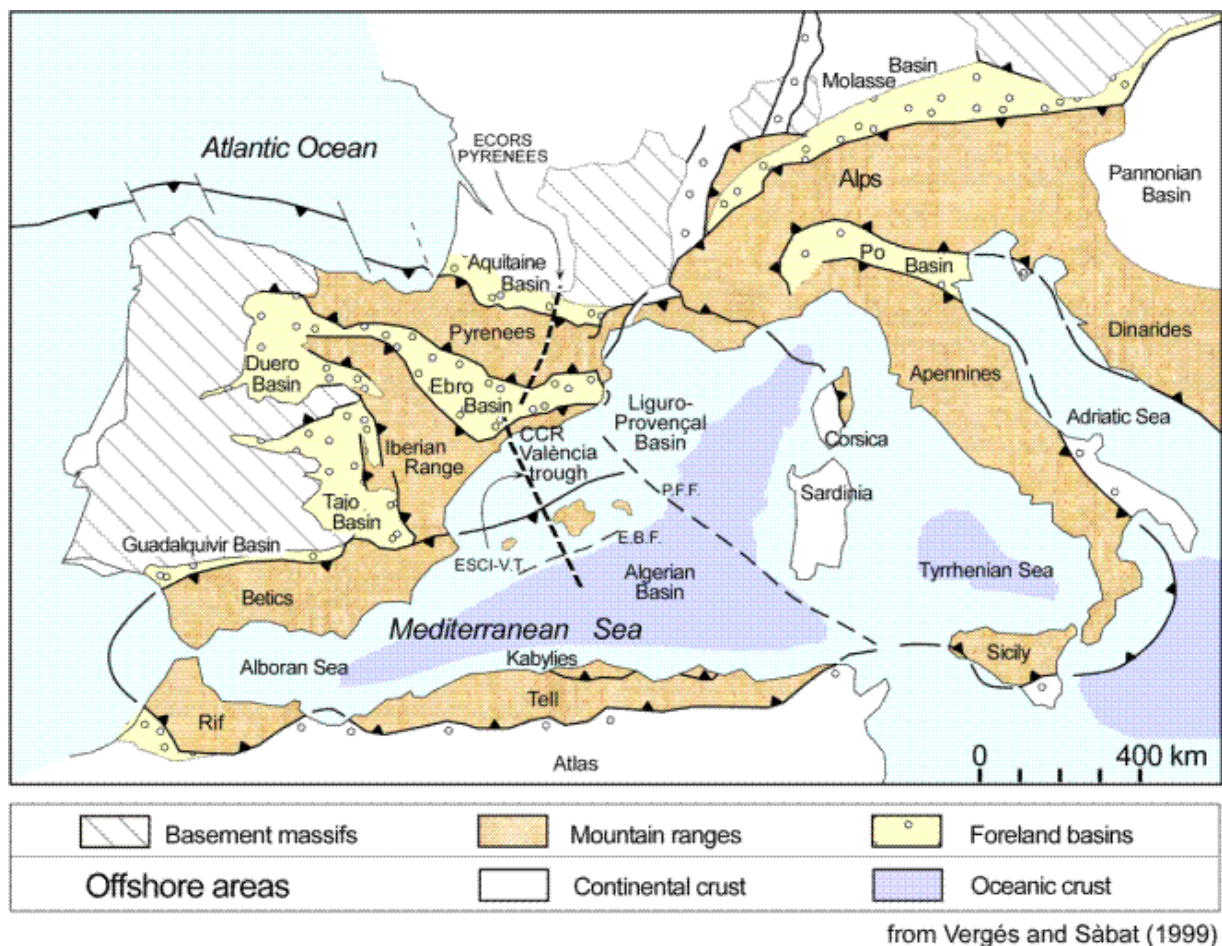 Basin
Molasse
ECORS
PYRENEES
Atlantic Ocean
Alps
Pannonian
Basin
Aquitaine
Basin
Po
Basin
Pyrenees
Dinarides
Duero
Basin
Ebro
Basin
Apennines
Liguro-
Provençal
Basin
Adriatic Sea
Corsica
CCR
València
trough
Iberian
Range
P.F.F.
Sardinia
Tajo
Basin
Guadalquivir Basin
E.B.F.
ESCI-V.T.
Algerian
Basin
Tyrrhenian Sea
Betics
Mediterranean Sea
Kabylies
Alboran Sea
Sicily
Tell
Rif
0 400 km
Atlas
Basement massifs
Mountain ranges
Foreland basins
Offshore areas
Continental crust
Oceanic crust
from Vergés and Sàbat (1999)